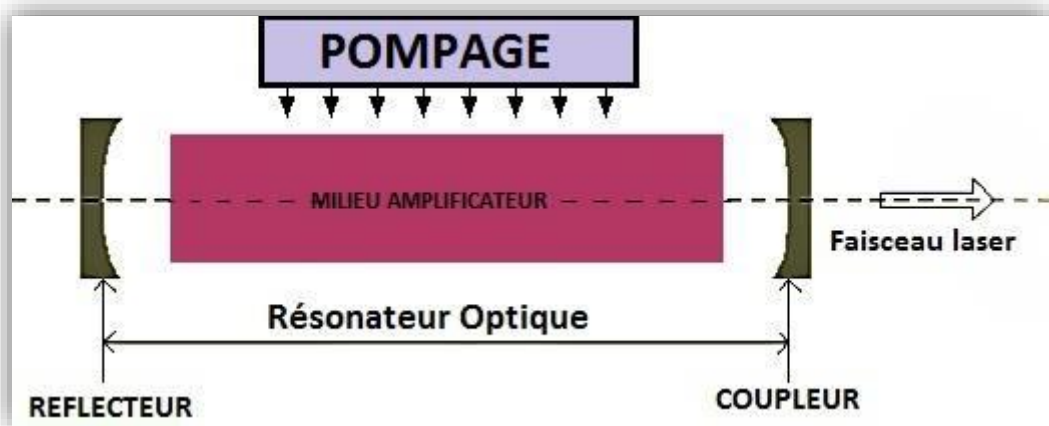 POMPAGE
MILIEU AMPLIFICATEUR
Faisceau laser
Résonateur Optique
REFLECTEUR
COUPLEUR